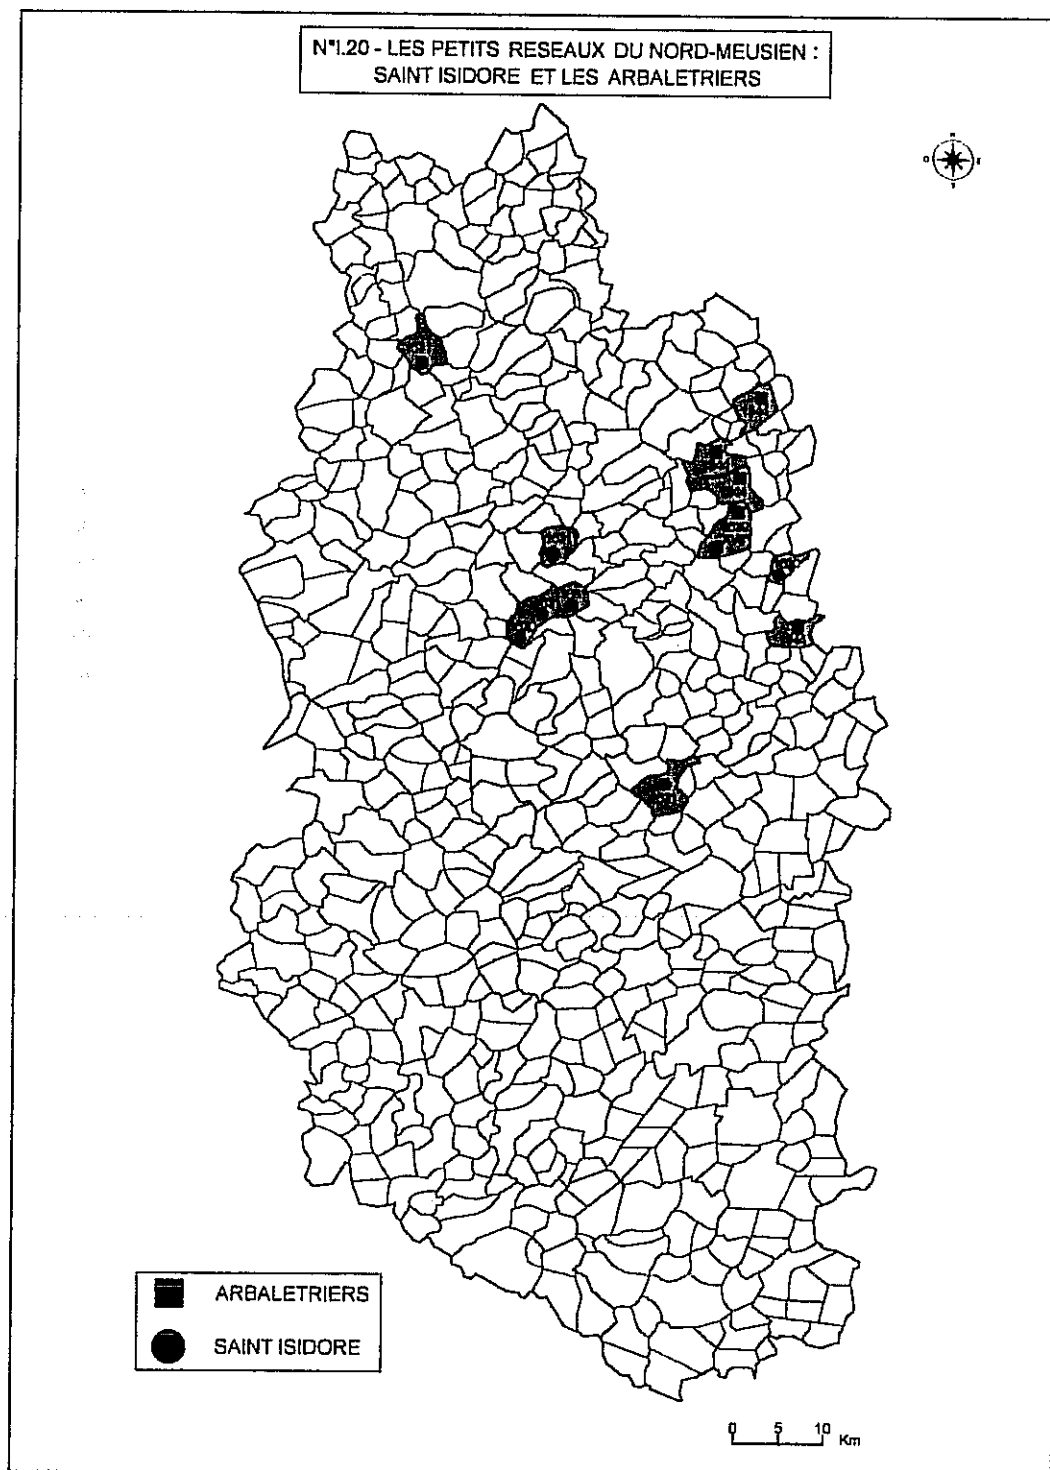 N°I.20 - LES PETITS RESEAUX DU NORD-MEUSIEN :
SAINT ISIDORE ET LES ARBALETRIERS
N
O E
S
ARBALETRIERS
SAINT ISIDORE
0 5 10 Km